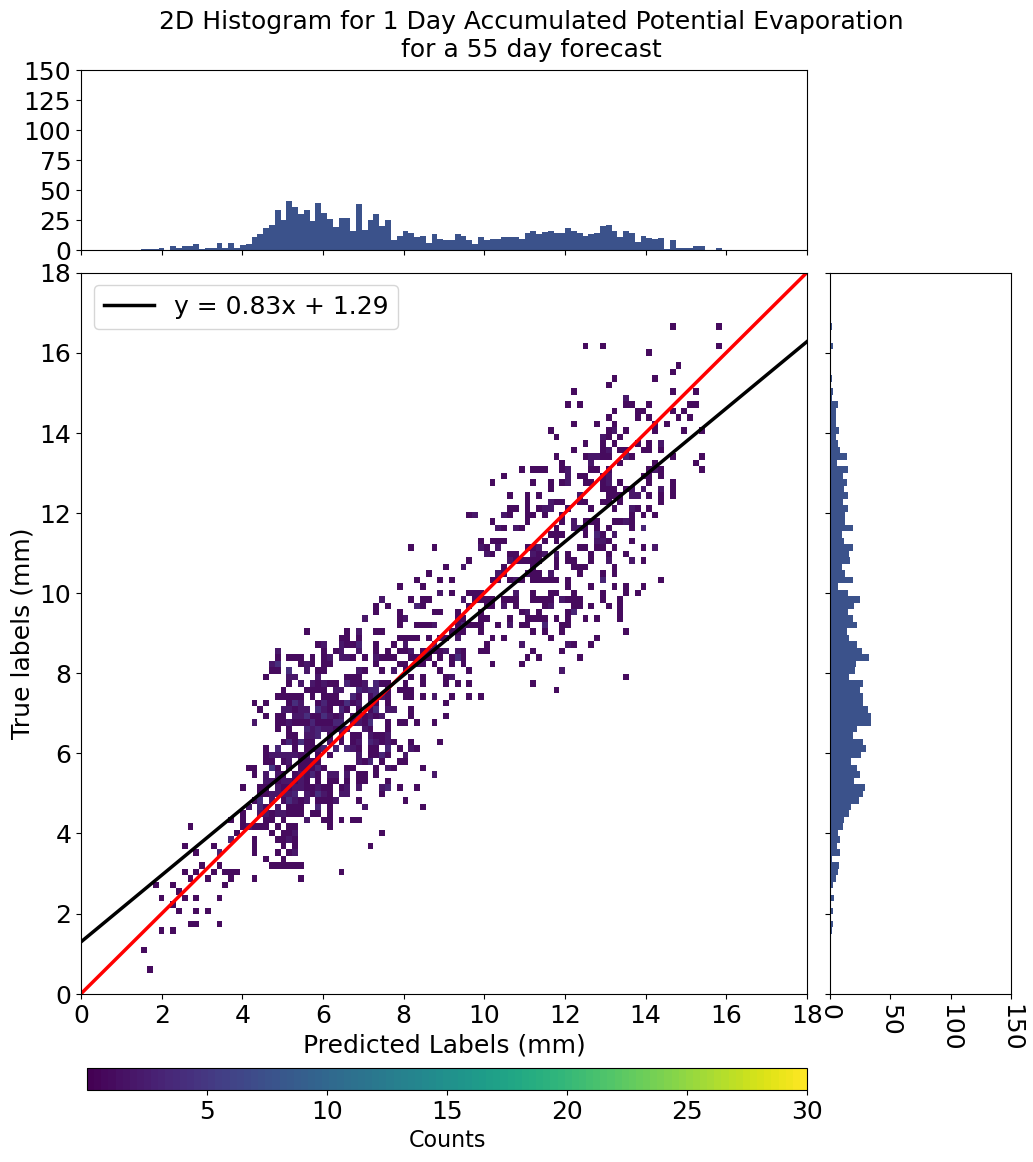 2D Histogram for 1 Day Accumulated Potential Evaporation
for a 55 day forecast
150
125
100
75
50
25
0
18
16
14
12
10
8
6
4
2
0
True labels (mm)
y = 0.83x + 1.29
0 2 4 6 8 10 12 14 16 18
Predicted Labels (mm)
0 50 100 150
5 10 15 20 25 30
Counts